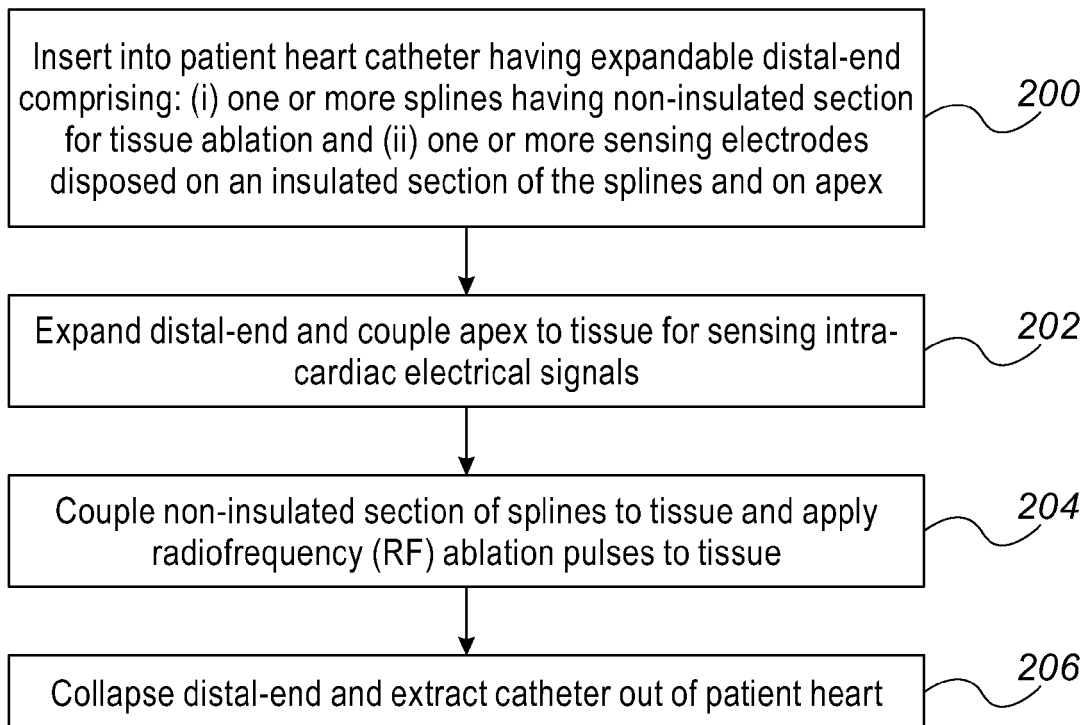 Insert into patient heart catheter having expandable distal-end
comprising: (i) one or more splines having non-insulated section
for tissue ablation and (ii) one or more sensing electrodes
disposed on an insulated section of the splines and on apex
200
Expand distal-end and couple apex to tissue for sensing intra-
cardiac electrical signals
202
Couple non-insulated section of splines to tissue and apply
radiofrequency (RF) ablation pulses to tissue
204
Collapse distal-end and extract catheter out of patient heart
206